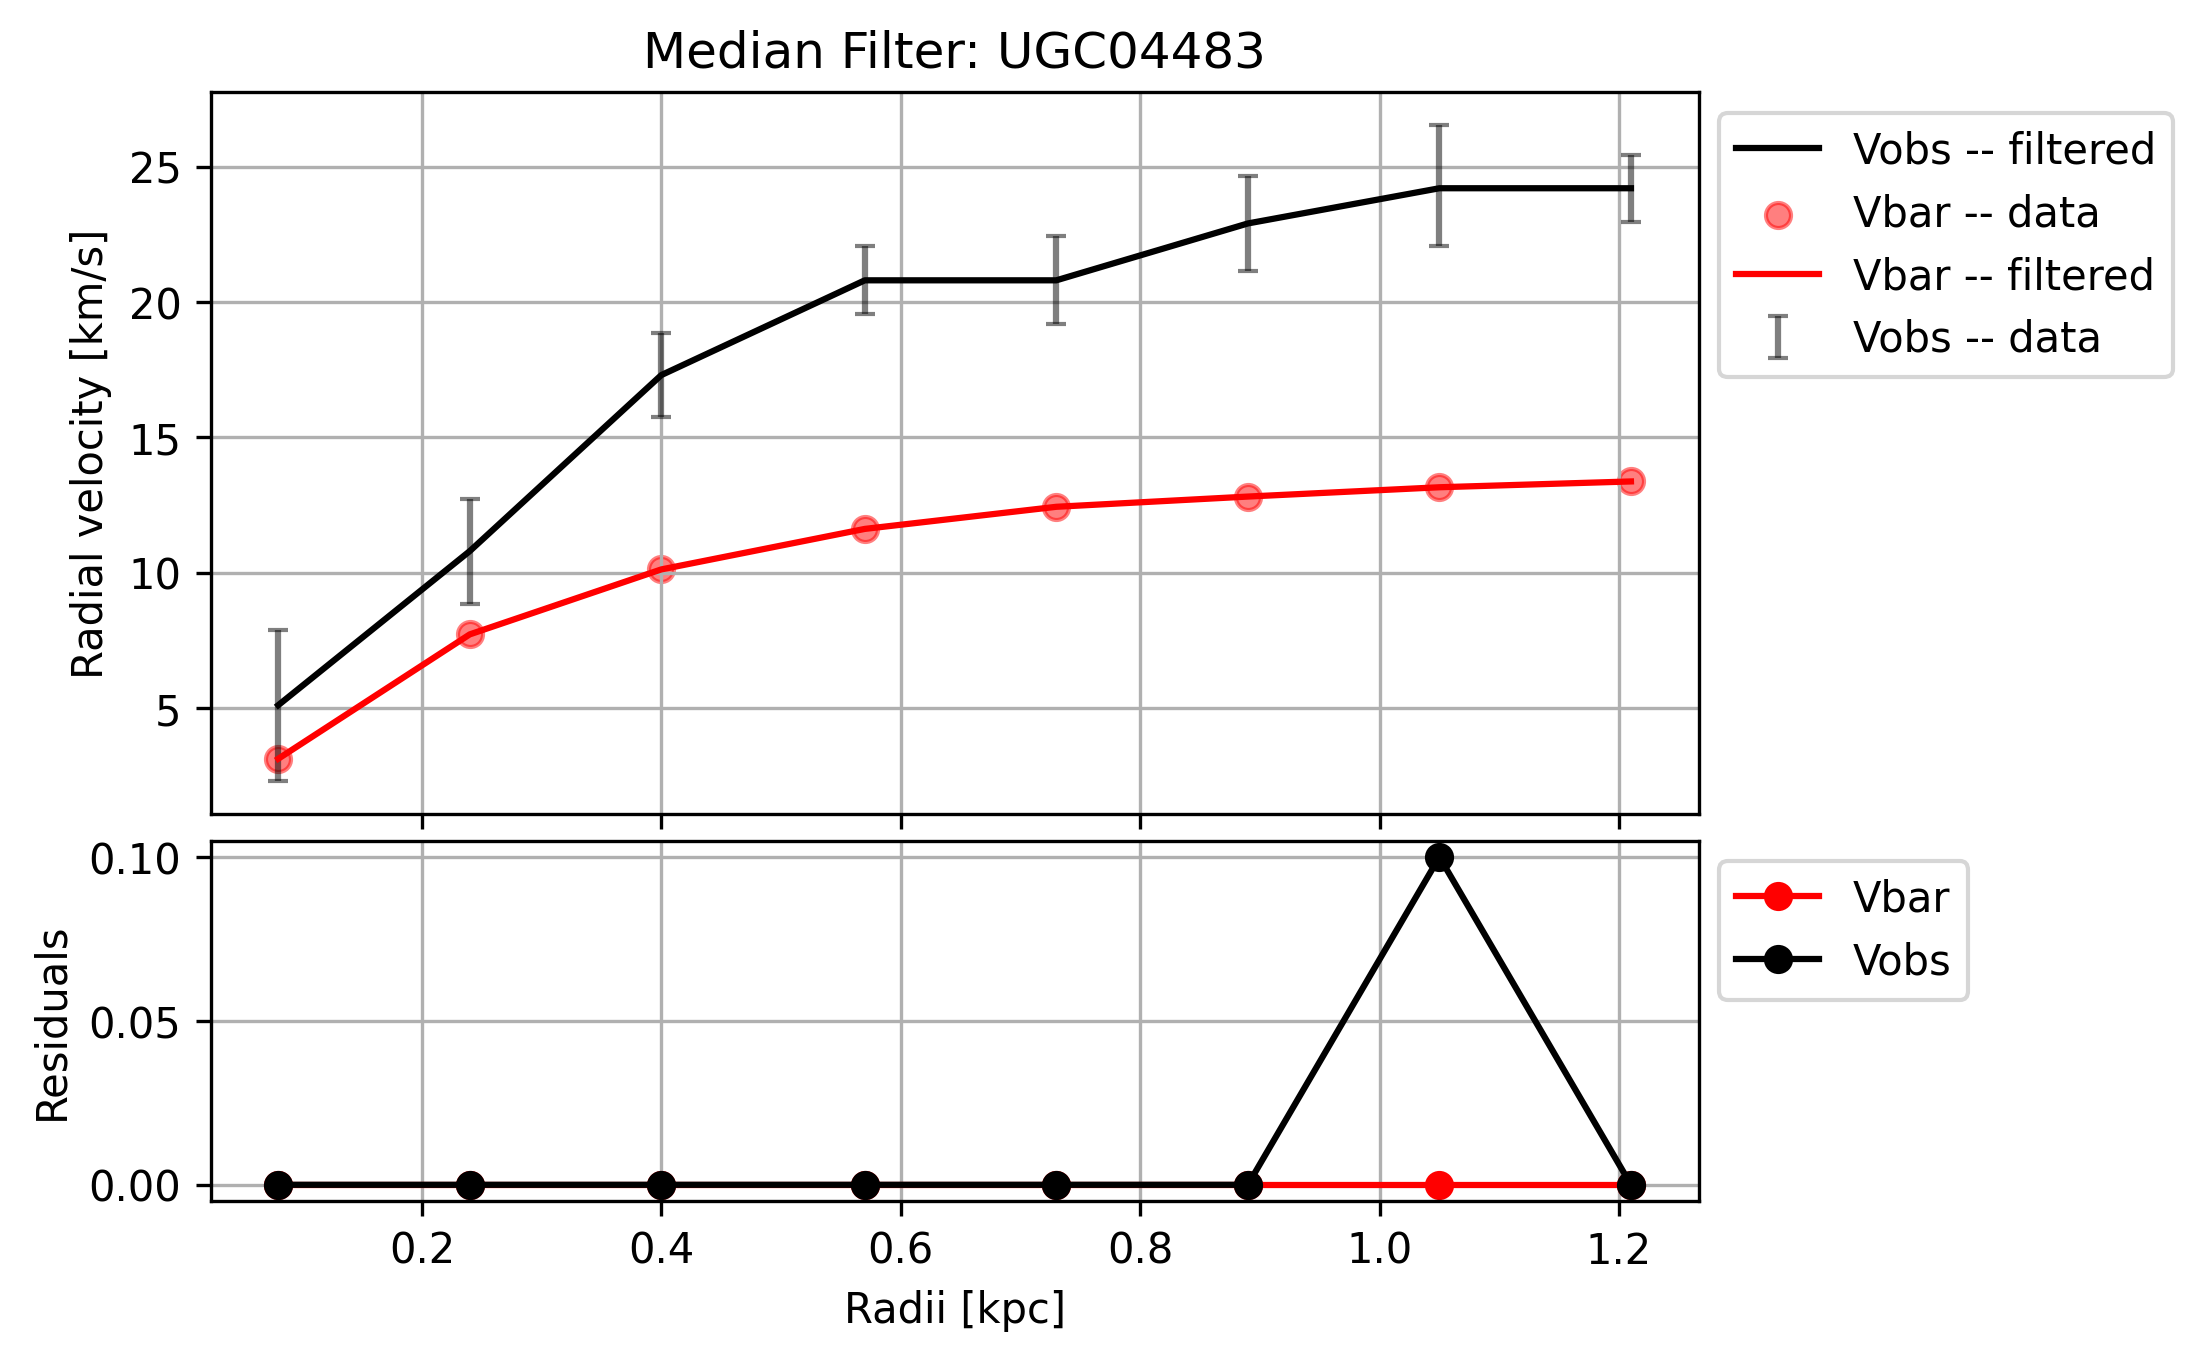 Median Filter: UGC04483
Radial velocity [km/s]
25
20
15
10
5
Vobs -- filtered
Vbar -- data
Vbar -- filtered
Vobs -- data
Residuals
0.10
0.05
0.00
Vbar
Vobs
0.2 0.4 0.6 0.8 1.0 1.2
Radii [kpc]